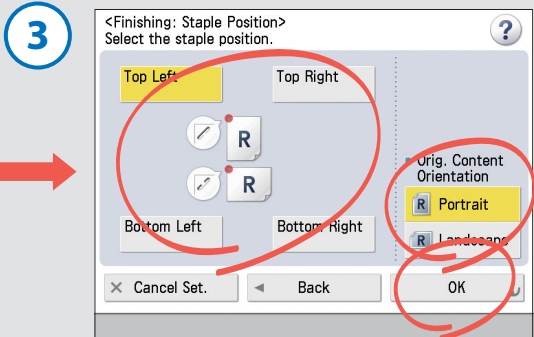 3
<Finishing: Staple Position>
Select the staple position.
?
Top Left
Top Right
R
R
Orig. Content
Orientation
R Portrait
Bottom Left
Bottom Right
R Landscape
× Cancel Set.
Back
OK